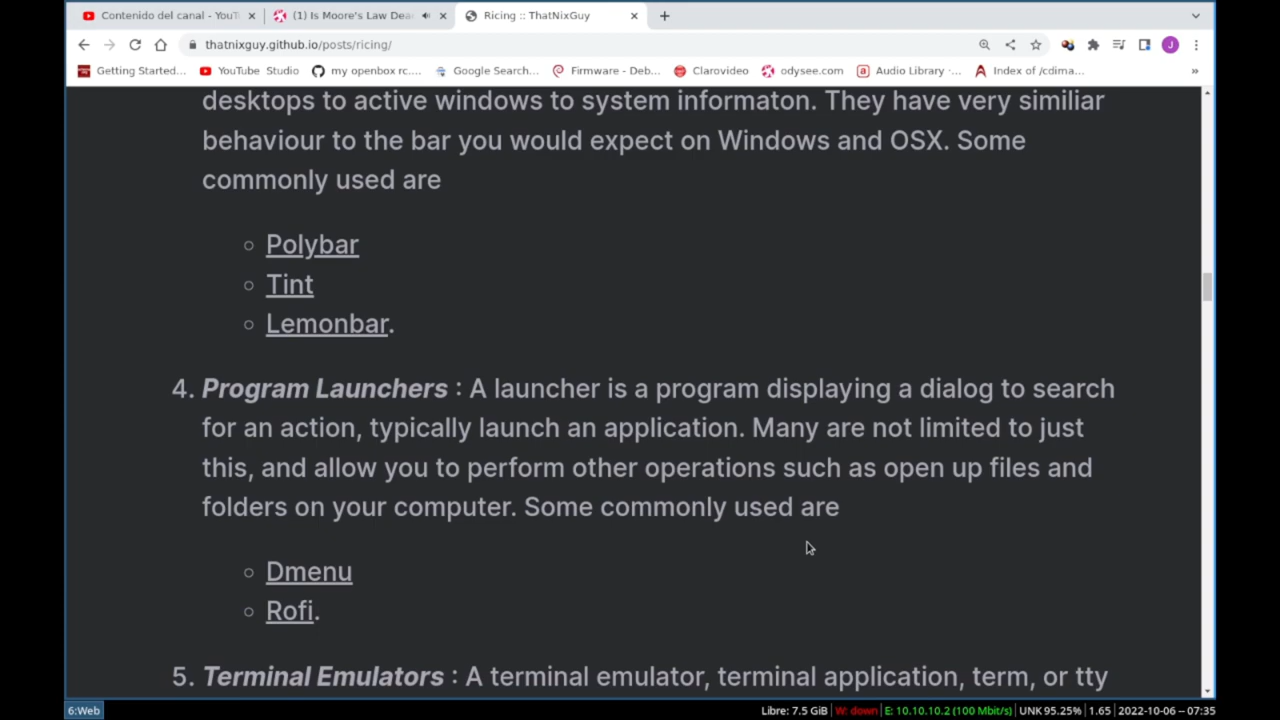 Contenido del canal - YouT
(1) Is Moore's Law Dea
Ricing :: ThatNixGuy
thatnixguy.github.io/posts/ricing/
J
Getting Started...
YouTube Studio
my openbox rc....
Google Search...
Firmware - Deb...
Clarovideo
odysee.com
Audio Library -...
Index of /cdima...
»
desktops to active windows to system informaton. They have very similiar
behaviour to the bar you would expect on Windows and OSX. Some
commonly used are
Polybar
Tint
Lemonbar.
4. Program Launchers : A launcher is a program displaying a dialog to search
for an action, typically launch an application. Many are not limited to just
this, and allow you to perform other operations such as open up files and
folders on your computer. Some commonly used are
Dmenu
Rofi.
5. Terminal Emulators : A terminal emulator, terminal application, term, or tty
6:Web
Libre: 7.5 GiB W: down E: 10.10.10.2 (100 Mbit/s) UNK 95.25% 1.65 2022-10-06 -- 07:35